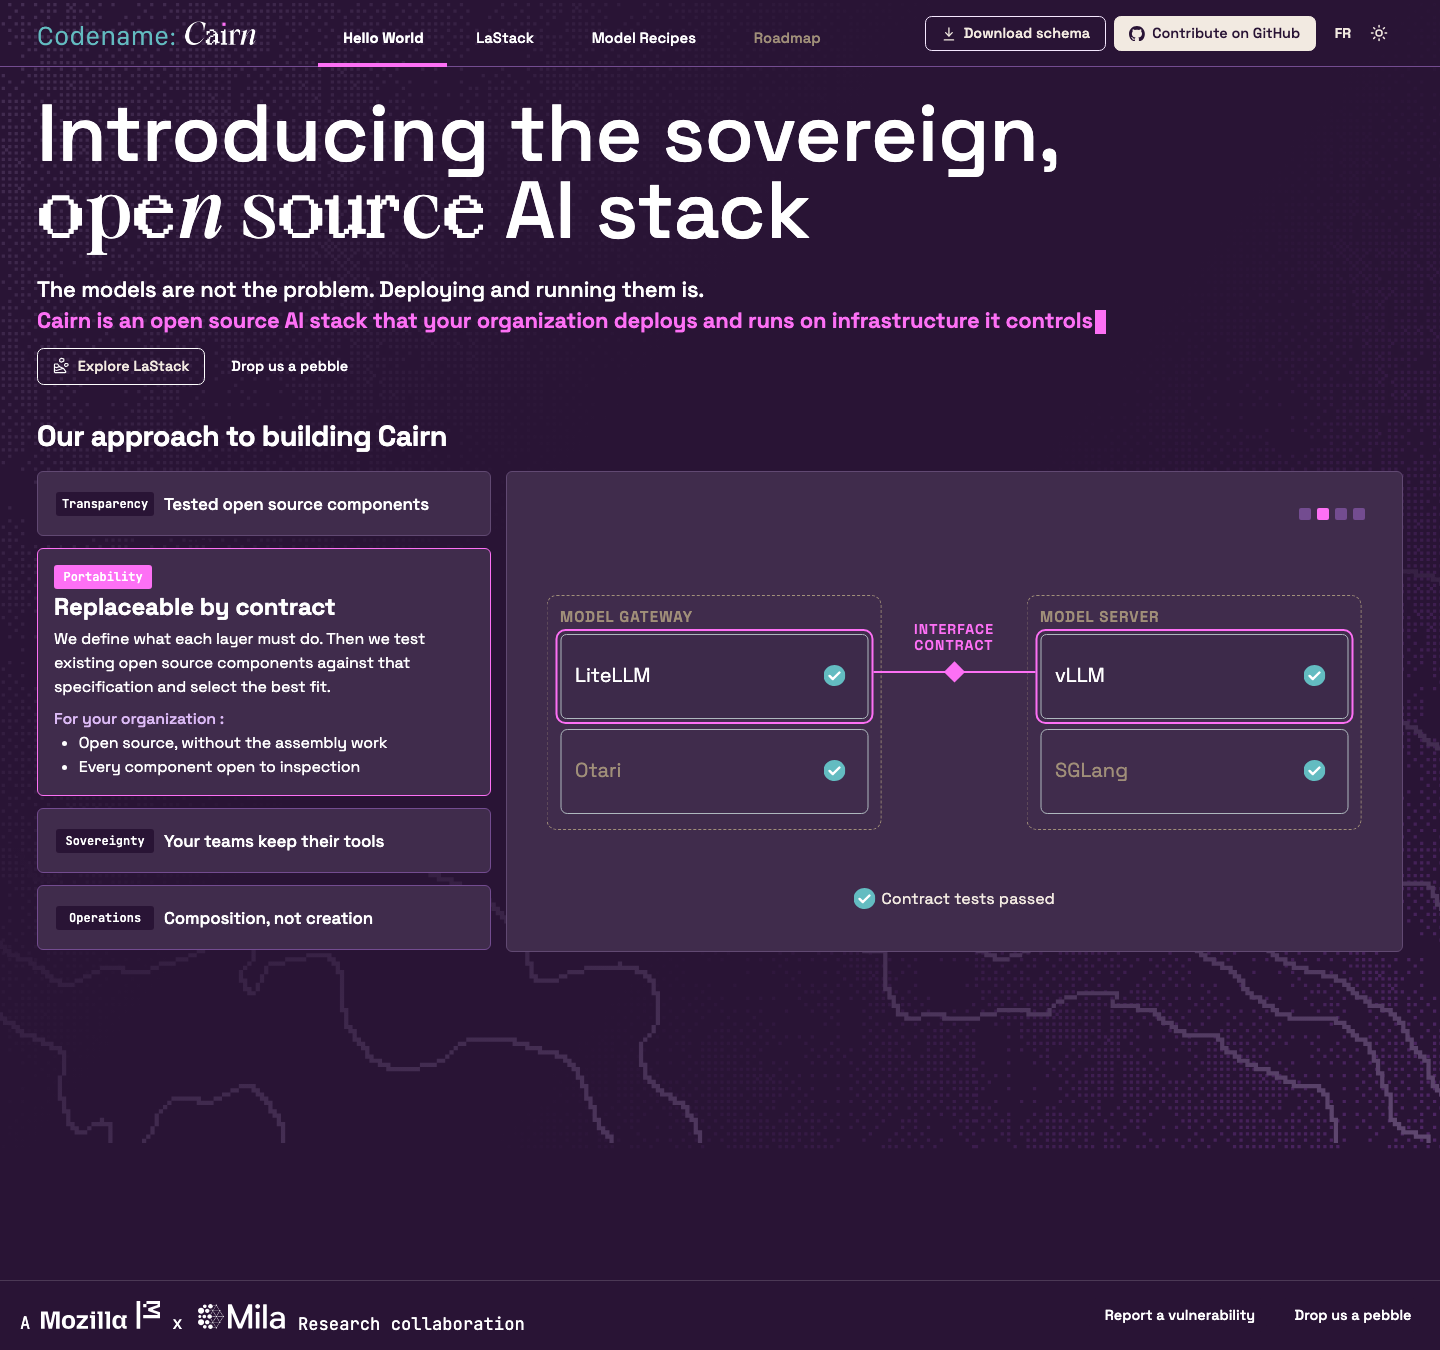 Codename: Cairn
Hello World
LaStack
Model Recipes
Roadmap
Download schema
Contribute on GitHub
FR
Introducing the sovereign,
open source AI stack
The models are not the problem. Deploying and running them is.
Cairn is an open source AI stack that your organization deploys and runs on infrastructure it controls
Explore LaStack
Drop us a pebble
Our approach to building Cairn
Transparency
Tested open source components
Portability
Replaceable by contract
We define what each layer must do. Then we test
existing open source components against that
specification and select the best fit.
For your organization :
• Open source, without the assembly work
• Every component open to inspection
Sovereignty
Your teams keep their tools
Operations
Composition, not creation
MODEL GATEWAY
LiteLLM
Otari
INTERFACE
CONTRACT
MODEL SERVER
vLLM
SGLang
Contract tests passed
A Mozilla x Mila Research collaboration
Report a vulnerability
Drop us a pebble